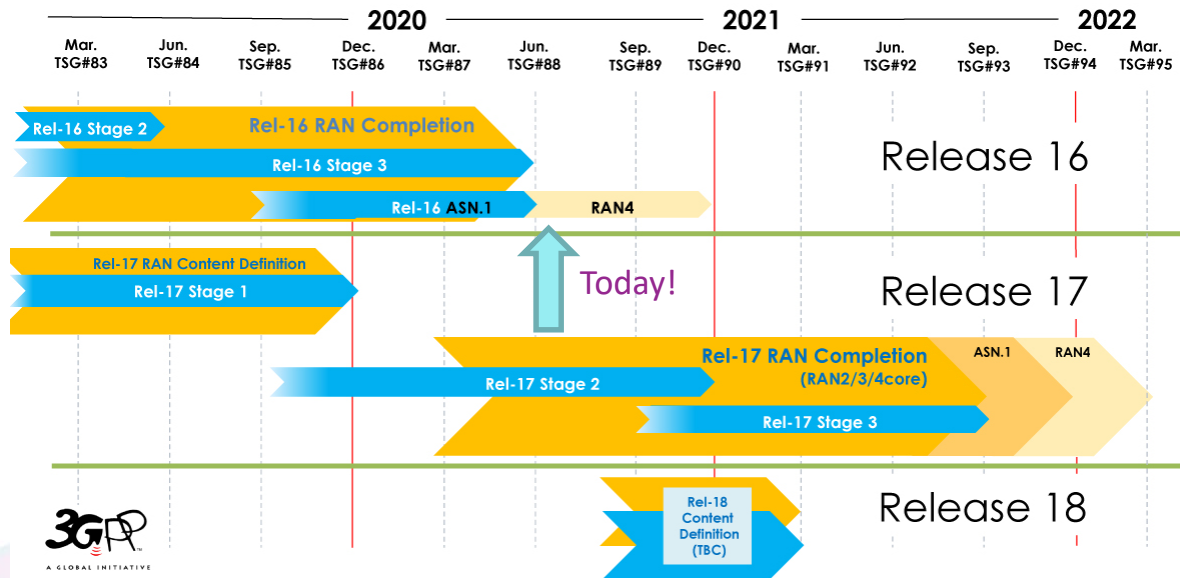 2020
2021
2022
Mar.
TSG#83
Jun.
TSG#84
Sep.
TSG#85
Dec.
TSG#86
Mar.
TSG#87
Jun.
TSG#88
Sep.
TSG#89
Dec.
TSG#90
Mar.
TSG#91
Jun.
TSG#92
Sep.
TSG#93
Dec.
TSG#94
Mar.
TSG#95
Rel-16 Stage 2
Rel-16 RAN Completion
Rel-16 Stage 3
Rel-16 ASN.1
RAN4
Release 16
Rel-17 RAN Content Definition
Rel-17 Stage 1
Today!
Release 17
Rel-17 RAN Completion
(RAN2/3/4core)
ASN.1
RAN4
Rel-17 Stage 2
Rel-17 Stage 3
Rel-18
Content
Definition
(TBC)
Release 18
3GPP
TM
A GLOBAL INITIATIVE